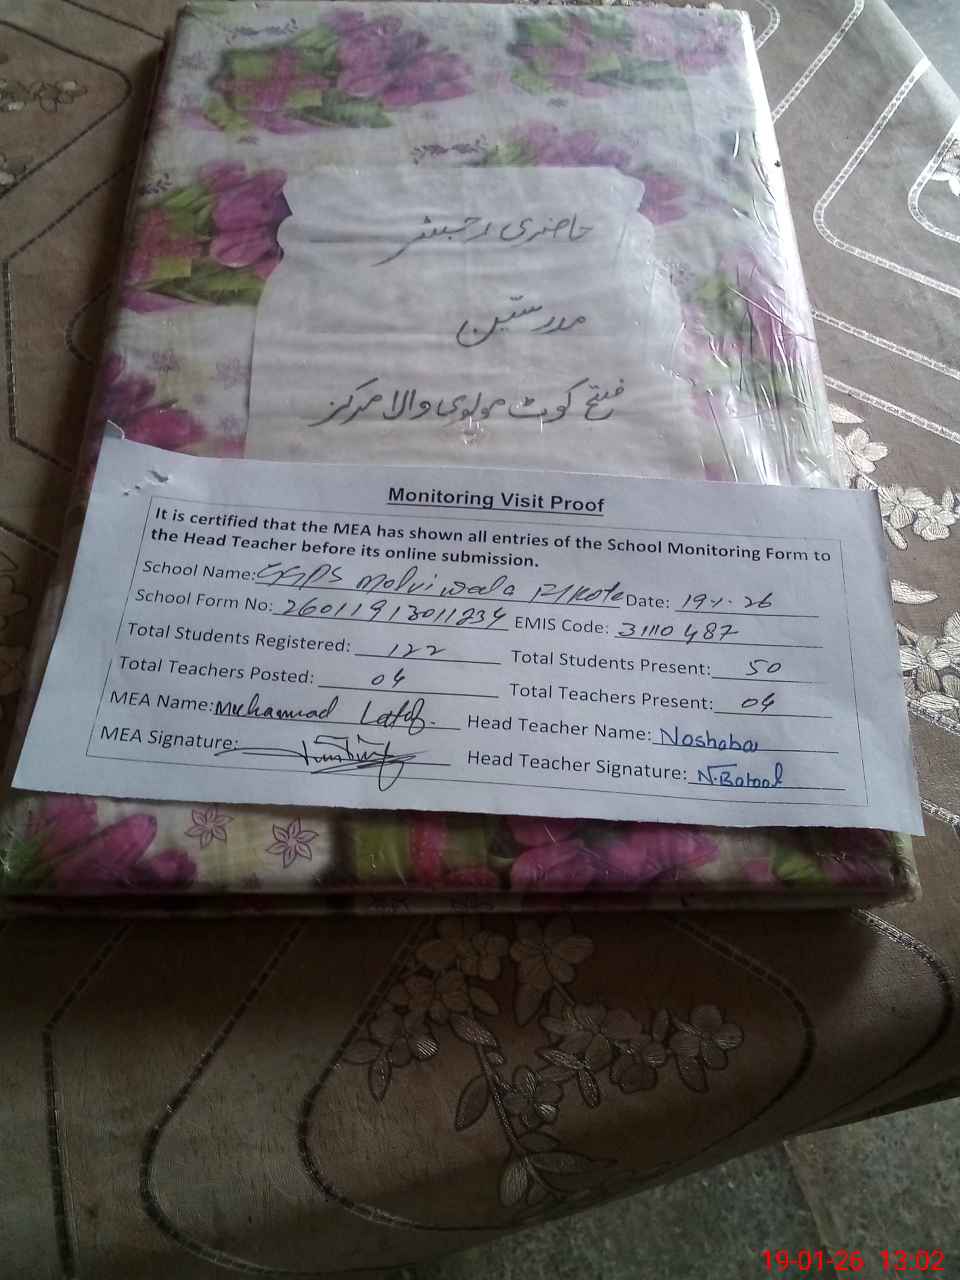 حاضری رجسٹر
مدرسین
فتح کوٹ مولوی والا مرکز
Monitoring Visit Proof
It is certified that the MEA has shown all entries of the School Monitoring Form to
the Head Teacher before its online submission.
School Name: GGPS Molviwala F/Kote Date: 19-1-26
School Form No: 26011913011234 EMIS Code: 31110487
Total Students Registered: 122 Total Students Present: 50
Total Teachers Posted: 04 Total Teachers Present: 04
MEA Name: Muhammad Latif. Head Teacher Name: Noshaba
MEA Signature: Head Teacher Signature: N.Batool
19-01-26 13:02